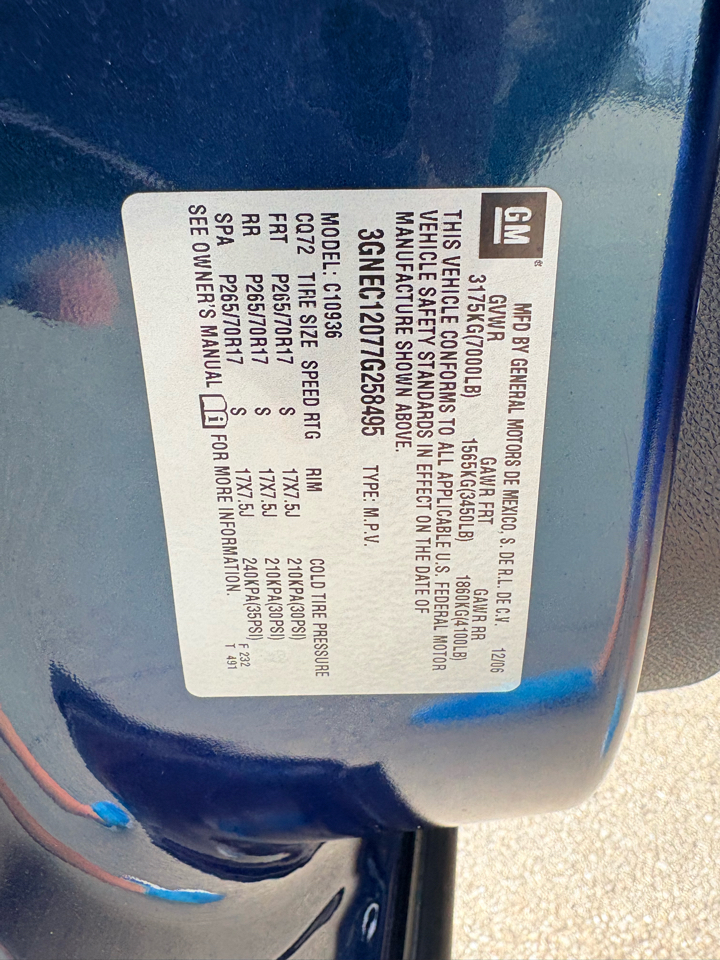 GM®
MFD BY GENERAL MOTORS DE MEXICO, S. DE R.L. DE C.V. 12/06
GVWR GAWR FRT GAWR RR
3175KG(7000LB) 1565KG(3450LB) 1860KG(4100LB)
THIS VEHICLE CONFORMS TO ALL APPLICABLE U.S. FEDERAL MOTOR
VEHICLE SAFETY STANDARDS IN EFFECT ON THE DATE OF
MANUFACTURE SHOWN ABOVE.
3GNEC12077G258495 TYPE: M.P.V.
MODEL: C10936
CQ72 TIRE SIZE SPEED RTG RIM COLD TIRE PRESSURE
FRT P265/70R17 S 17X7.5J 210KPA(30PSI)
RR P265/70R17 S 17X7.5J 210KPA(30PSI)
SPA P265/70R17 S 17X7.5J 240KPA(35PSI) F 232
SEE OWNER'S MANUAL i FOR MORE INFORMATION. T 491